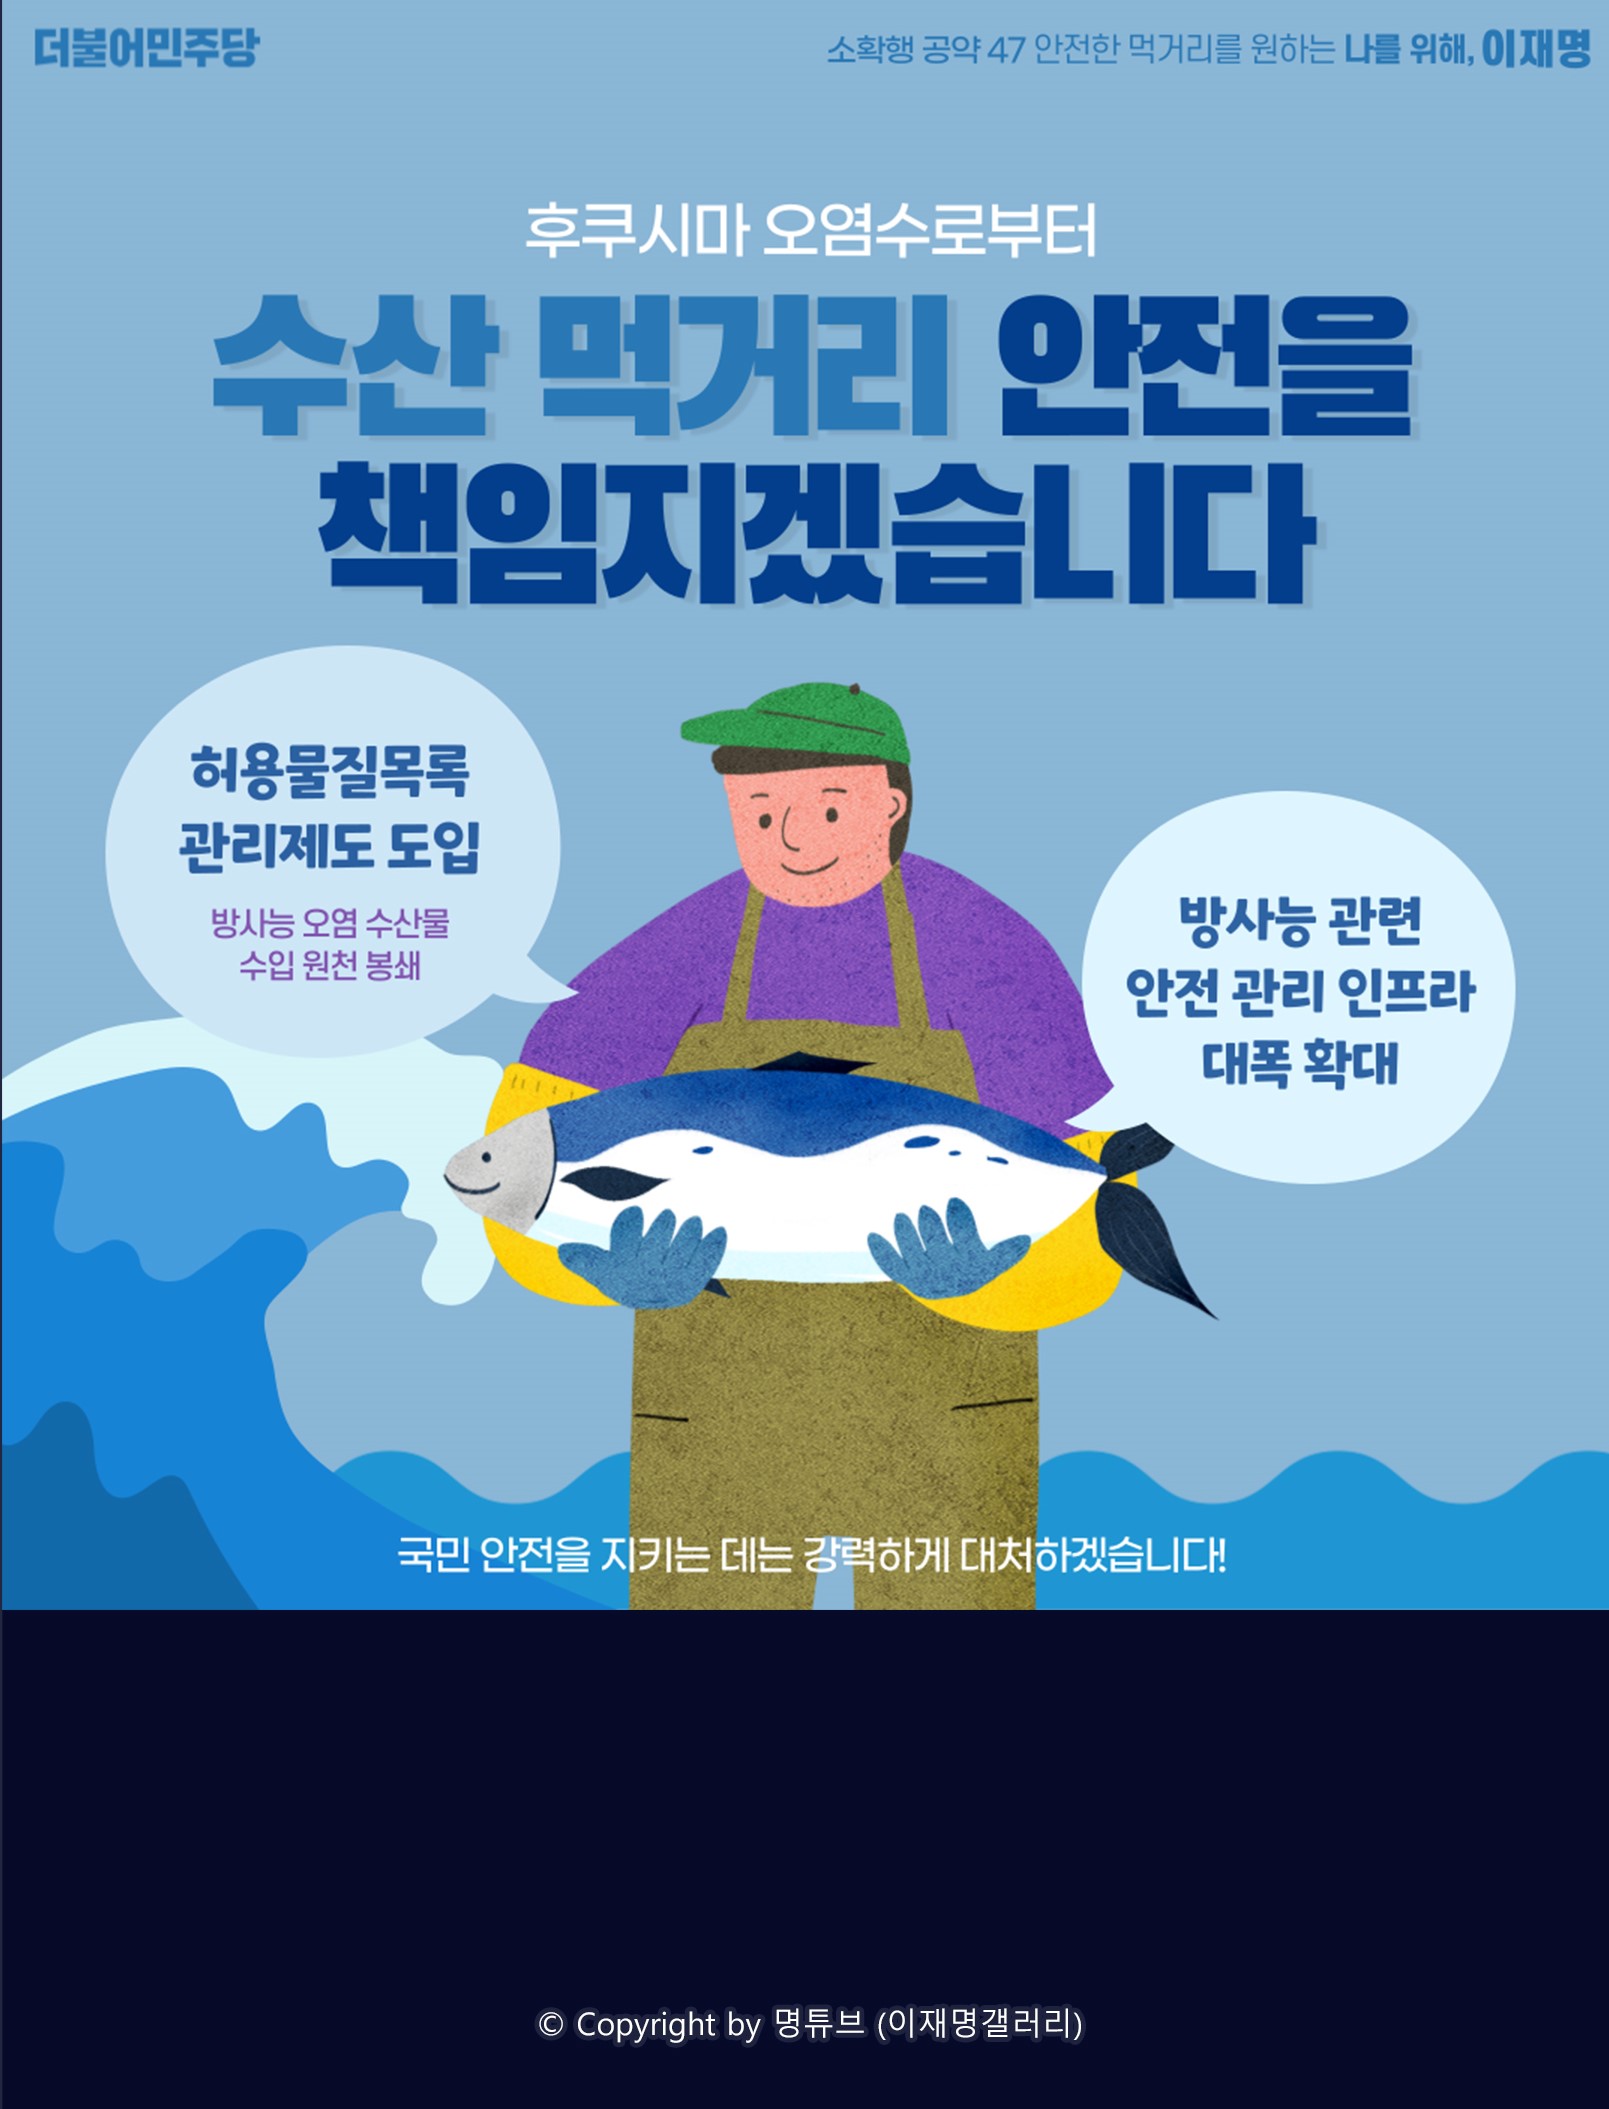 더불어민주당
소확행 공약 47 안전한 먹거리를 원하는 나를 위해, 이재명
후쿠시마 오염수로부터
수산 먹거리 안전을
책임지겠습니다
허용물질목록
관리제도 도입
방사능 오염 수산물
수입 원천 봉쇄
방사능 관련
안전 관리 인프라
대폭 확대
국민 안전을 지키는 데는 강력하게 대처하겠습니다!
© Copyright by 명튜브 (이재명갤러리)